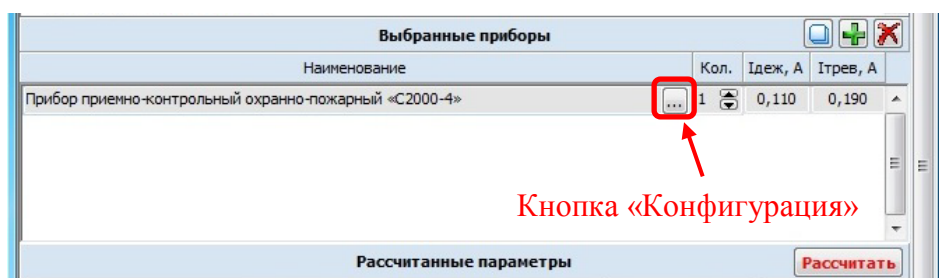 Выбранные приборы
Наименование Кол. Iдеж, А Iтрев, А
Прибор приемно-контрольный охранно-пожарный «С2000-4» ... 1 0,110 0,190
Кнопка «Конфигурация»
Рассчитанные параметры Рассчитать